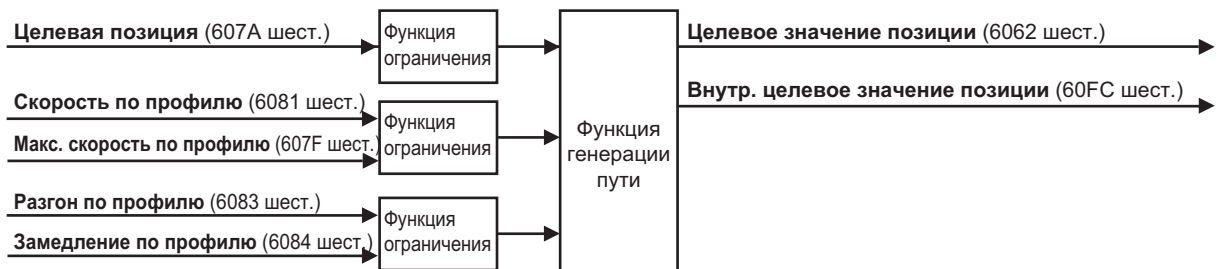 Целевая позиция (607A шест.)
Функция
ограничения
Скорость по профилю (6081 шест.)
Макс. скорость по профилю (607F шест.)
Функция
ограничения
Разгон по профилю (6083 шест.)
Замедление по профилю (6084 шест.)
Функция
ограничения
Функция
генерации
пути
Целевое значение позиции (6062 шест.)
Внутр. целевое значение позиции (60FC шест.)